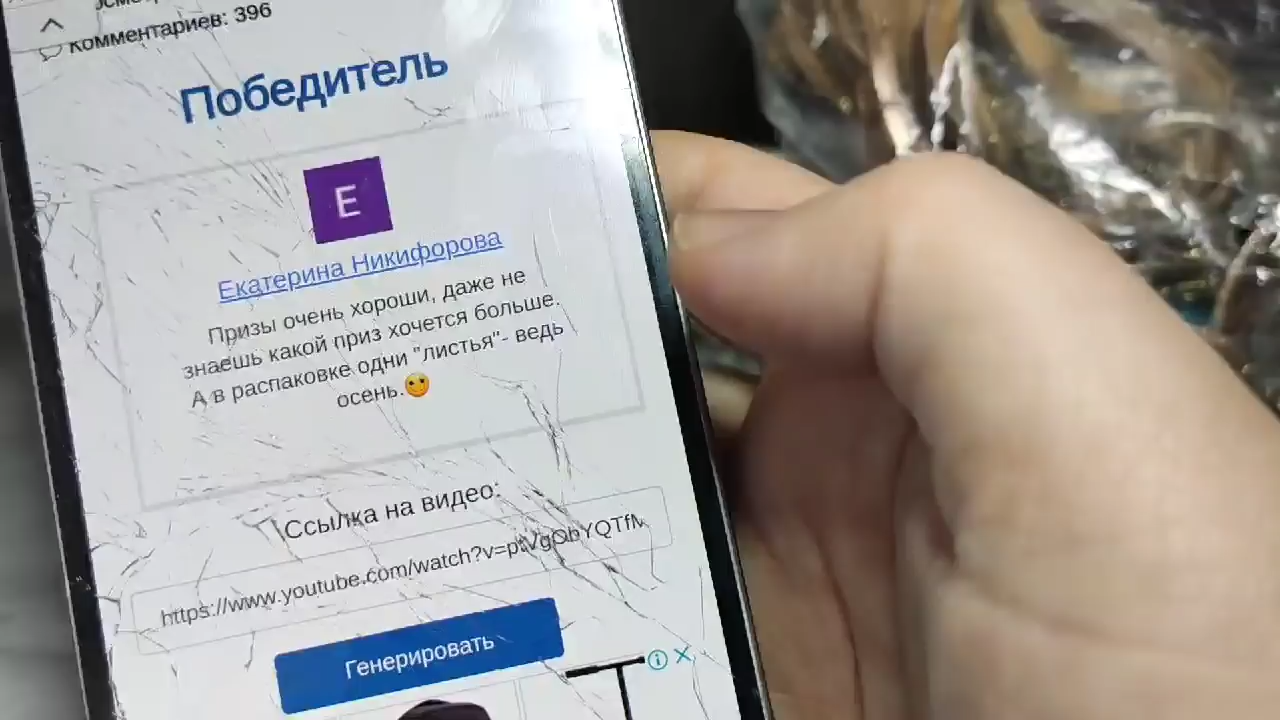 Комментариев: 396
Победитель
E
Екатерина Никифорова
Призы очень хороши, даже не
знаешь какой приз хочется больше.
А в распаковке одни "листья"- ведь
осень.
Ссылка на видео:
https://www.youtube.com/watch?v=
Генерировать